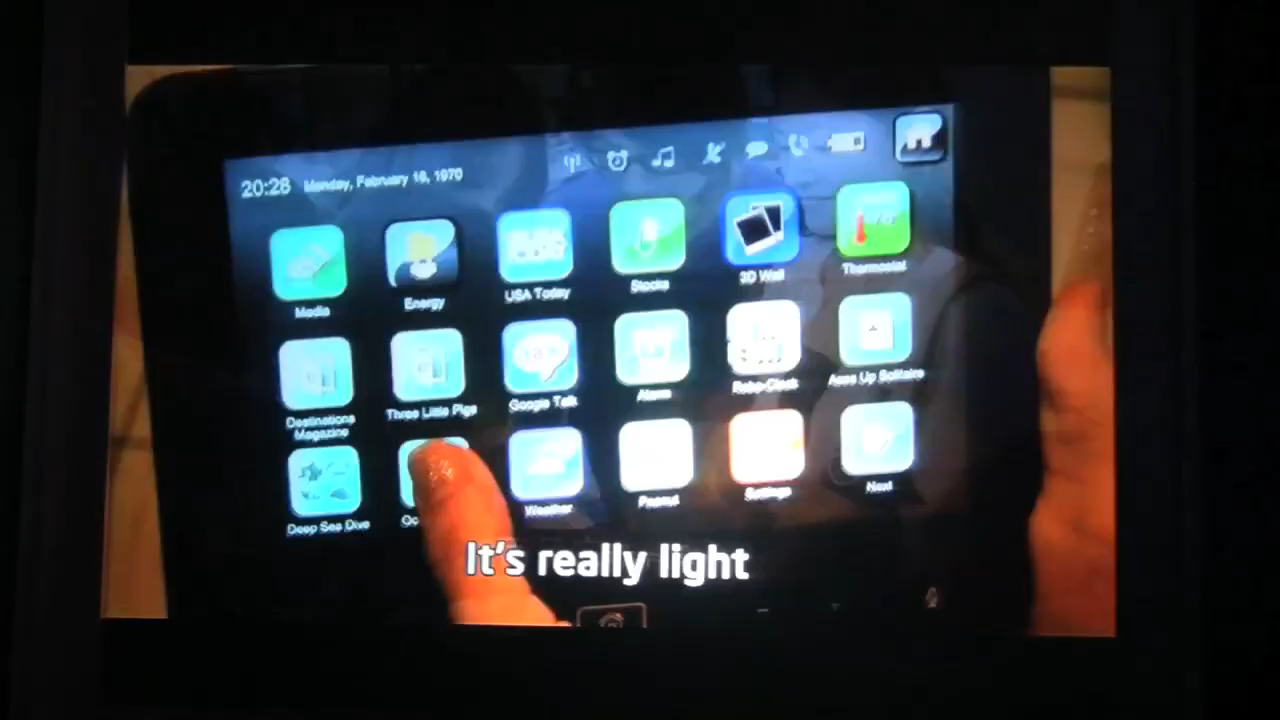 20:28 Monday, February 16, 1970
Media
Energy
USA Today
Stocks
3D Wall
Thermostat
Destinations
Magazine
Three Little Pigs
Google Talk
Alarm
Robo-Clock
Aces Up Solitaire
Deep Sea Dive
Weather
Peanut
Settings
Next
It's really light